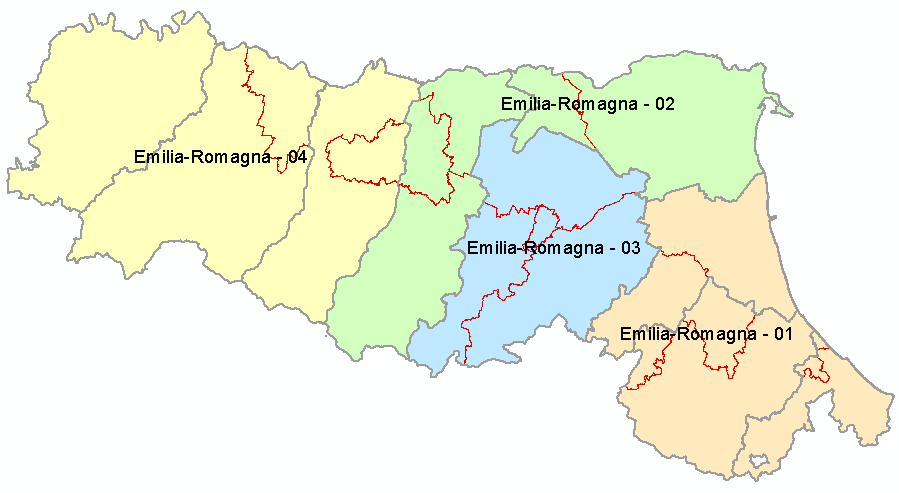 Emilia-Romagna - 02
Emilia-Romagna - 04
Emilia-Romagna - 03
Emilia-Romagna - 01